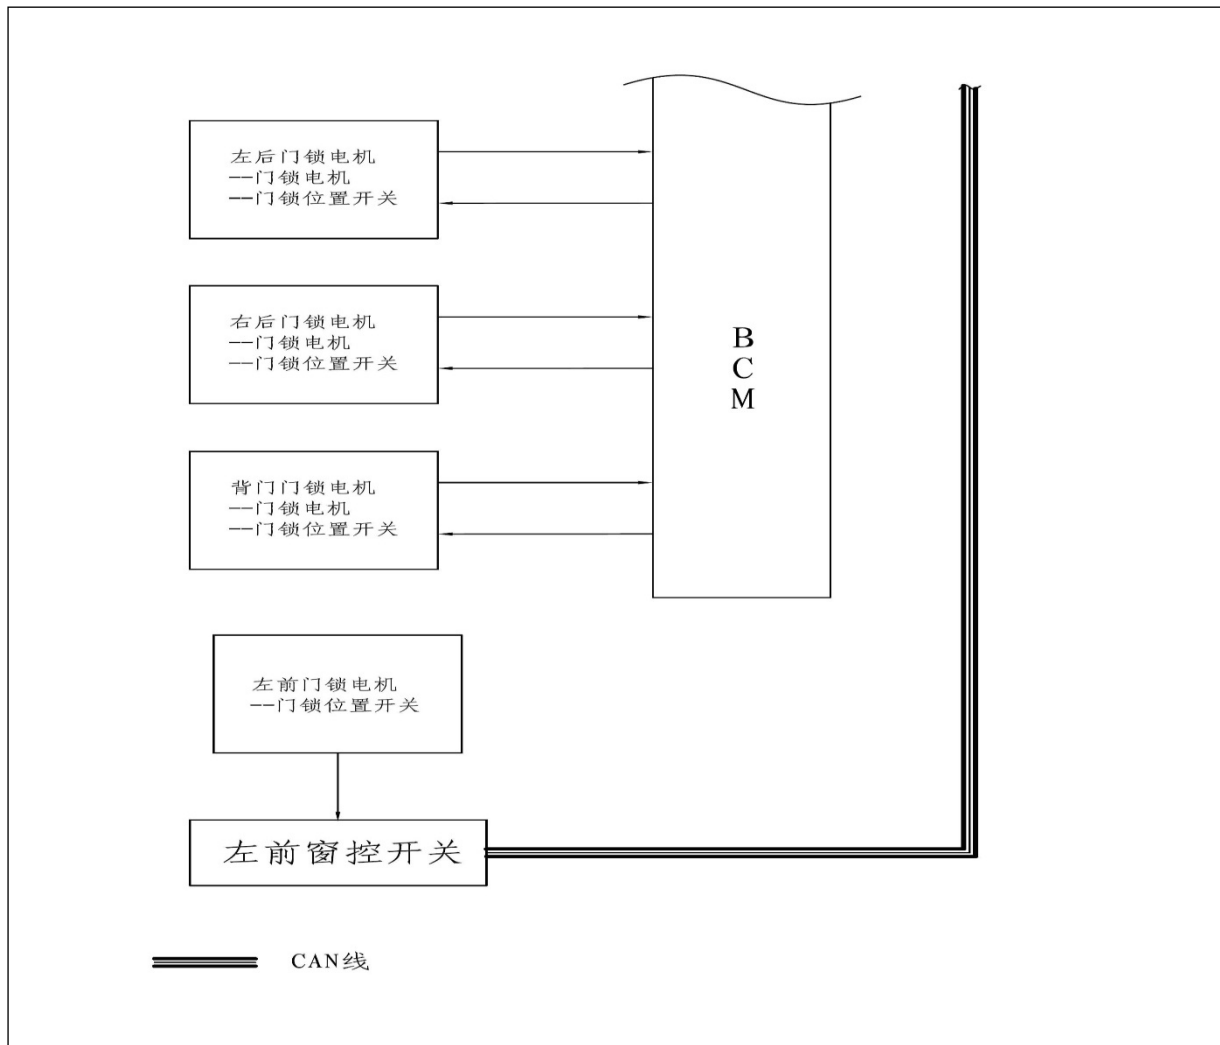 左后门锁电机
——门锁电机
——门锁位置开关
右后门锁电机
——门锁电机
——门锁位置开关
B
C
M
背门门锁电机
——门锁电机
——门锁位置开关
左前门锁电机
——门锁位置开关
左前窗控开关
CAN线